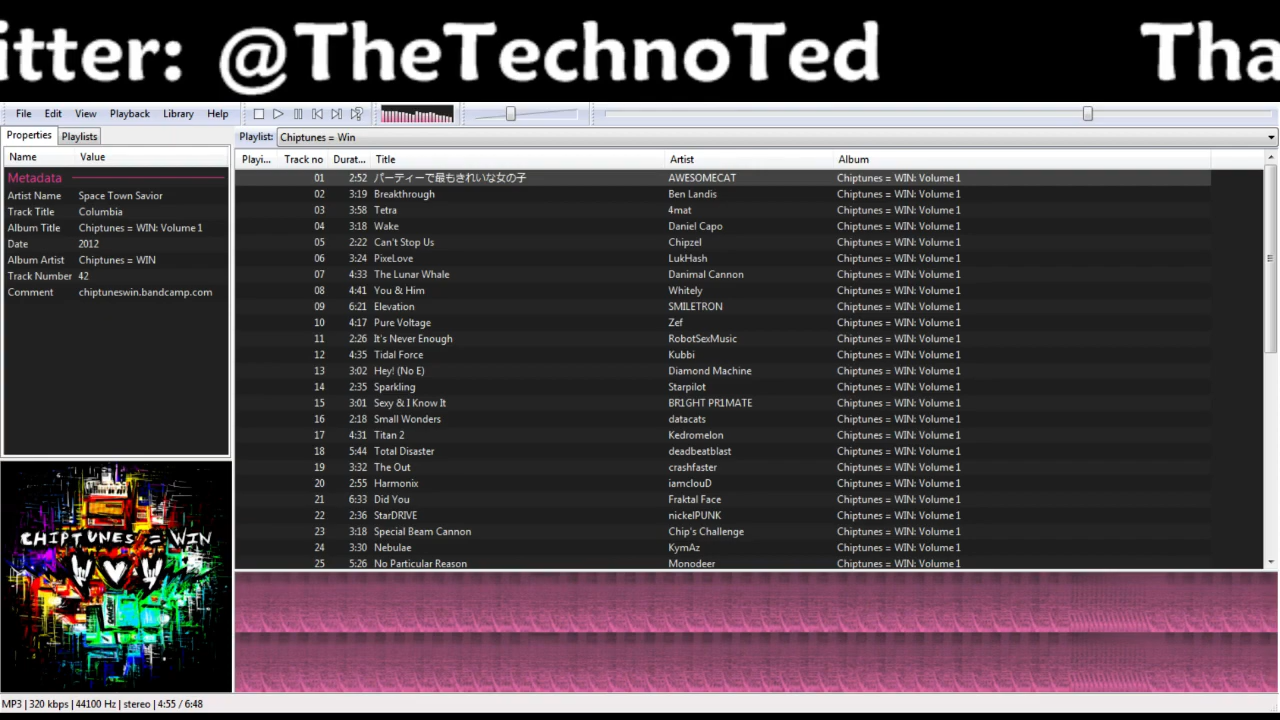 itter: @TheTechnoTed Tha
File Edit View Playback Library Help
Properties Playlists
Playlist: Chiptunes = Win
Name Value
Metadata
Artist Name Space Town Savior
Track Title Columbia
Album Title Chiptunes = WIN: Volume 1
Date 2012
Album Artist Chiptunes = WIN
Track Number 42
Comment chiptuneswin.bandcamp.com
CHIPTUNES = WIN
Playi... Track no Durat... Title Artist Album
01 2:52 パーティーで最もきれいな女の子 AWESOMECAT Chiptunes = WIN: Volume 1
02 3:19 Breakthrough Ben Landis Chiptunes = WIN: Volume 1
03 3:58 Tetra 4mat Chiptunes = WIN: Volume 1
04 3:18 Wake Daniel Capo Chiptunes = WIN: Volume 1
05 2:22 Can't Stop Us Chipzel Chiptunes = WIN: Volume 1
06 3:24 PixeLove LukHash Chiptunes = WIN: Volume 1
07 4:33 The Lunar Whale Danimal Cannon Chiptunes = WIN: Volume 1
08 4:41 You & Him Whitely Chiptunes = WIN: Volume 1
09 6:21 Elevation SMILETRON Chiptunes = WIN: Volume 1
10 4:17 Pure Voltage Zef Chiptunes = WIN: Volume 1
11 2:26 It's Never Enough RobotSexMusic Chiptunes = WIN: Volume 1
12 4:35 Tidal Force Kubbi Chiptunes = WIN: Volume 1
13 3:02 Hey! (No E) Diamond Machine Chiptunes = WIN: Volume 1
14 2:35 Sparkling Starpilot Chiptunes = WIN: Volume 1
15 3:01 Sexy & I Know It BR1GHT PR1MATE Chiptunes = WIN: Volume 1
16 2:18 Small Wonders datacats Chiptunes = WIN: Volume 1
17 4:31 Titan 2 Kedromelon Chiptunes = WIN: Volume 1
18 5:44 Total Disaster deadbeatblast Chiptunes = WIN: Volume 1
19 3:32 The Out crashfaster Chiptunes = WIN: Volume 1
20 2:55 Harmonix iamclouD Chiptunes = WIN: Volume 1
21 6:33 Did You Fraktal Face Chiptunes = WIN: Volume 1
22 2:36 StarDRIVE nickelPUNK Chiptunes = WIN: Volume 1
23 3:18 Special Beam Cannon Chip's Challenge Chiptunes = WIN: Volume 1
24 3:30 Nebulae KymAz Chiptunes = WIN: Volume 1
25 5:26 No Particular Reason Monodeer Chiptunes = WIN: Volume 1
MP3 | 320 kbps | 44100 Hz | stereo | 4:55 / 6:48